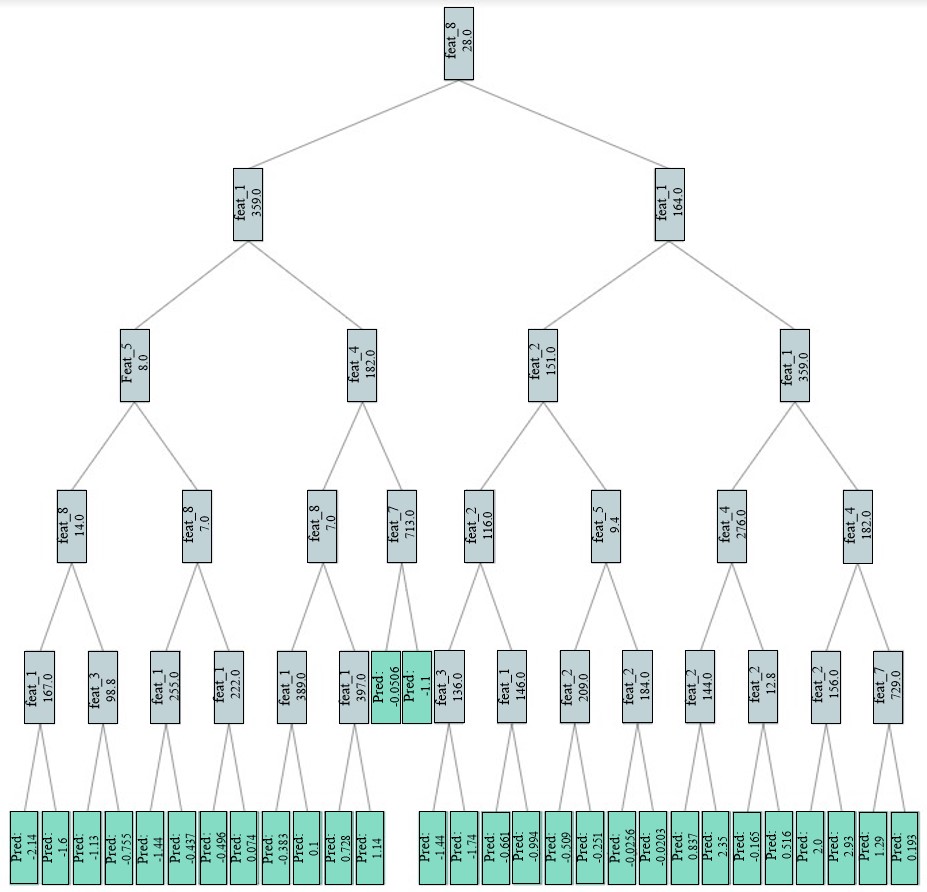 feat_8
28.0
feat_1
359.0
feat_1
164.0
Feat_5
8.0
feat_4
182.0
feat_2
151.0
feat_1
359.0
feat_8
14.0
feat_8
7.0
feat_8
7.0
feat_7
713.0
feat_2
116.0
feat_5
9.4
feat_4
276.0
feat_4
182.0
feat_1
167.0
feat_3
98.8
feat_1
255.0
feat_1
222.0
feat_1
389.0
feat_1
397.0
Pred:
-0.0506
Pred:
-1.1
feat_3
136.0
feat_1
146.0
feat_2
209.0
feat_2
184.0
feat_2
144.0
feat_2
12.8
feat_2
156.0
feat_7
729.0
Pred:
-2.14
Pred:
-1.6
Pred:
-1.13
Pred:
-0.755
Pred:
-1.44
Pred:
-0.437
Pred:
-0.496
Pred:
0.074
Pred:
-0.383
Pred:
0.1
Pred:
0.728
Pred:
1.14
Pred:
-1.44
Pred:
-1.74
Pred:
-0.661
Pred:
-0.994
Pred:
-0.509
Pred:
-0.251
Pred:
-0.0256
Pred:
-0.0203
Pred:
0.837
Pred:
2.35
Pred:
-0.165
Pred:
0.516
Pred:
2.0
Pred:
2.93
Pred:
1.29
Pred:
0.193